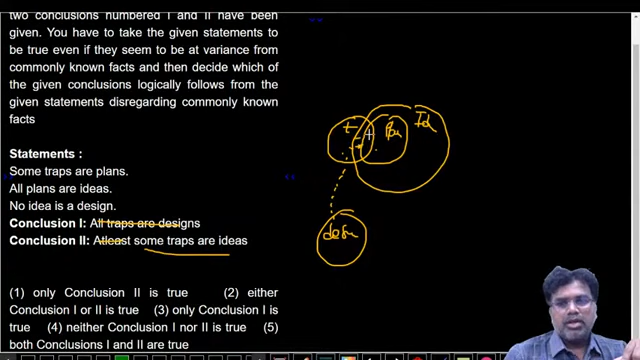 two conclusions numbered I and II have been
given. You have to take the given statements to
be true even if they seem to be at variance from
commonly known facts and then decide which of
the given conclusions logically follows from the
given statements disregarding commonly known
facts
Statements :
Some traps are plans.
All plans are ideas.
No idea is a design.
Conclusion I: All traps are designs
Conclusion II: Atleast some traps are ideas
(1) only Conclusion II is true (2) either
Conclusion I or II is true (3) only Conclusion I is
true (4) neither Conclusion I nor II is true (5)
both Conclusions I and II are true
t
Id